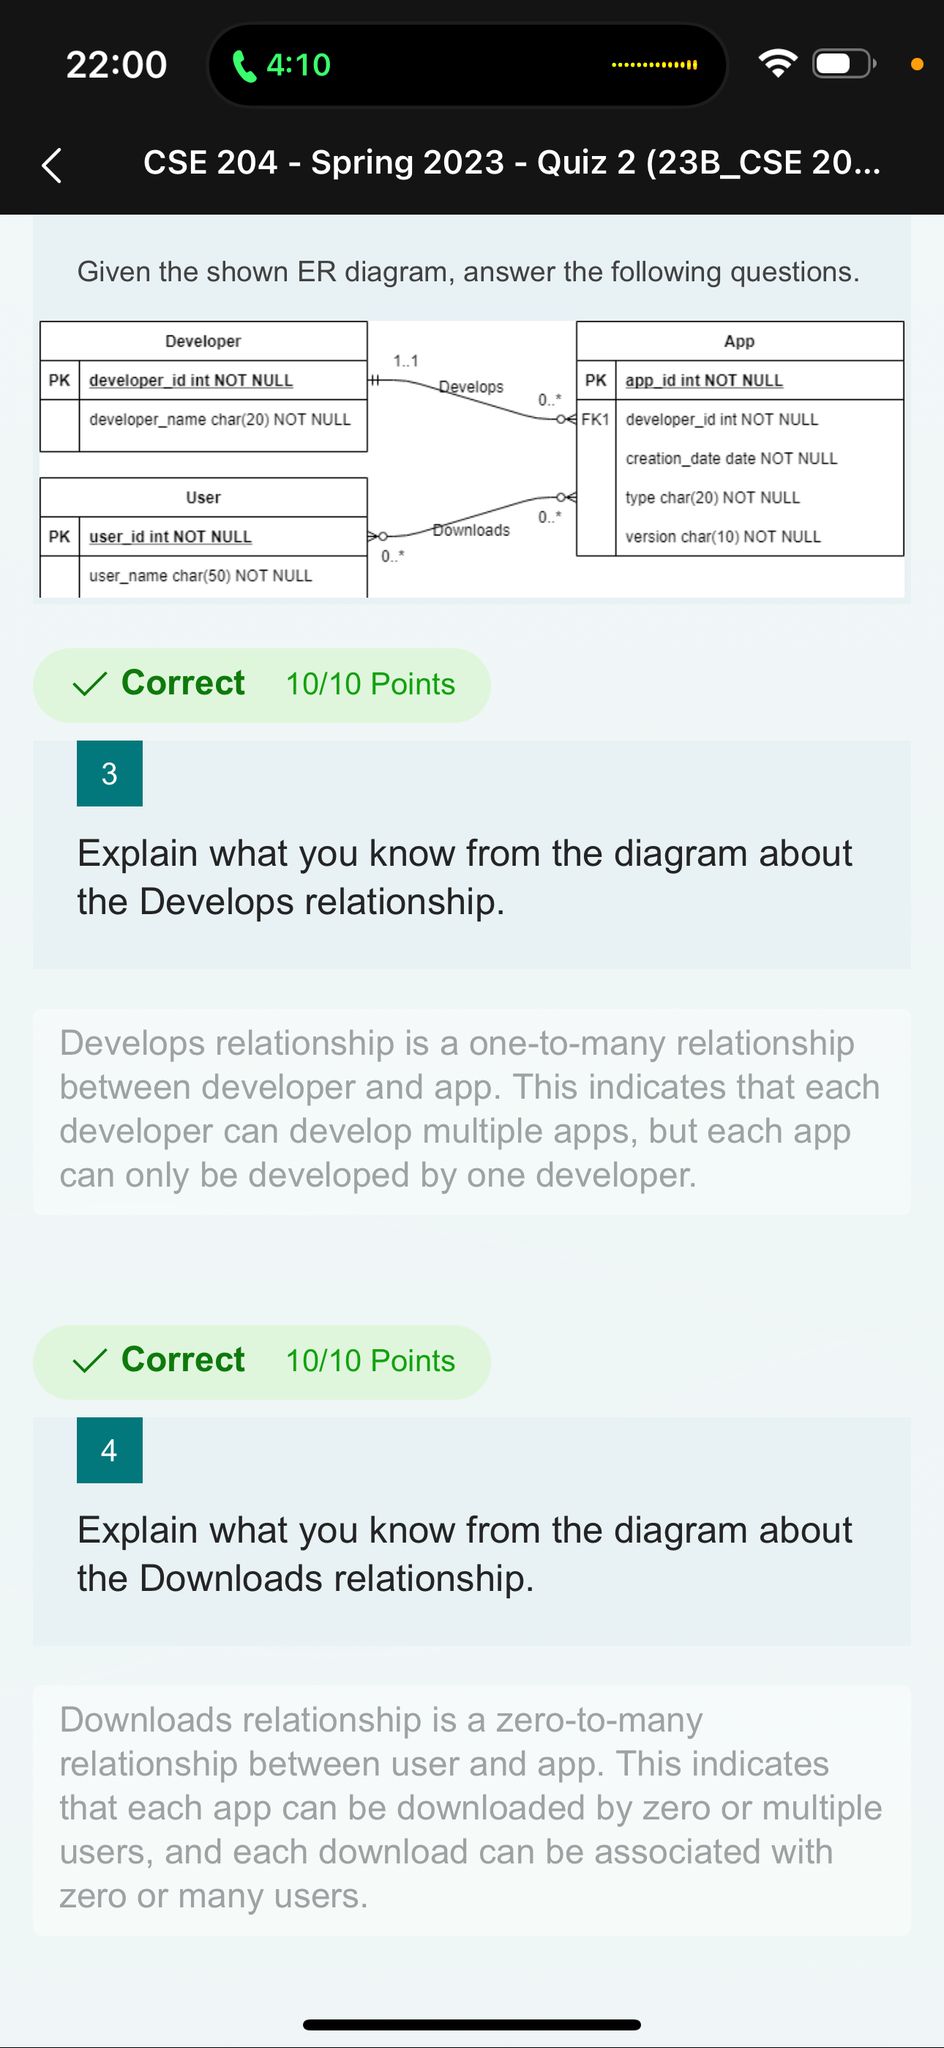 22:00
4:10
CSE 204 - Spring 2023 - Quiz 2 (23B_CSE 20...
Given the shown ER diagram, answer the following questions.
Developer
PK developer_id int NOT NULL
developer_name char(20) NOT NULL
1..1
Develops
0..*
App
PK app_id int NOT NULL
FK1 developer_id int NOT NULL
creation_date date NOT NULL
type char(20) NOT NULL
version char(10) NOT NULL
User
PK user_id int NOT NULL
user_name char(50) NOT NULL
0..*
Downloads
0..*
Correct 10/10 Points
3
Explain what you know from the diagram about
the Develops relationship.
Develops relationship is a one-to-many relationship
between developer and app. This indicates that each
developer can develop multiple apps, but each app
can only be developed by one developer.
Correct 10/10 Points
4
Explain what you know from the diagram about
the Downloads relationship.
Downloads relationship is a zero-to-many
relationship between user and app. This indicates
that each app can be downloaded by zero or multiple
users, and each download can be associated with
zero or many users.